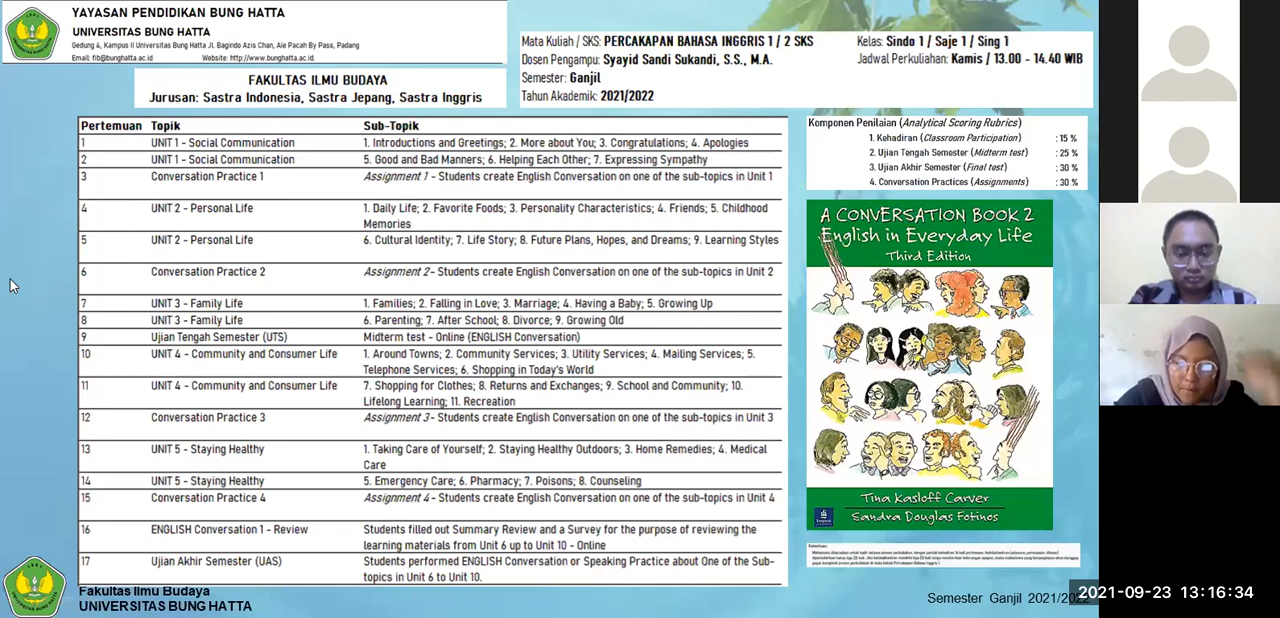 YAYASAN PENDIDIKAN BUNG HATTA
UNIVERSITAS BUNG HATTA
Gedung 4, Kampus II Universitas Bung Hatta Jl. Bagindo Azis Chan, Aie Pacah By Pass, Padang
Email: fib@bunghatta.ac.id Website: http://www.bunghatta.ac.id.
FAKULTAS ILMU BUDAYA
Jurusan: Sastra Indonesia, Sastra Jepang, Sastra Inggris
Mata Kuliah / SKS: PERCAKAPAN BAHASA INGGRIS 1 / 2 SKS
Dosen Pengampu: Syayid Sandi Sukandi, S.S., M.A.
Semester: Ganjil
Tahun Akademik: 2021/2022
Kelas: Sindo 1 / Saje 1 / Sing 1
Jadwal Perkuliahan: Kamis / 13.00 - 14.40 WIB
Pertemuan Topik Sub-Topik
1 UNIT 1 - Social Communication 1. Introductions and Greetings; 2. More about You; 3. Congratulations; 4. Apologies
2 UNIT 1 - Social Communication 5. Good and Bad Manners; 6. Helping Each Other; 7. Expressing Sympathy
3 Conversation Practice 1 Assignment 1 - Students create English Conversation on one of the sub-topics in Unit 1
4 UNIT 2 - Personal Life 1. Daily Life; 2. Favorite Foods; 3. Personality Characteristics; 4. Friends; 5. Childhood
Memories
5 UNIT 2 - Personal Life 6. Cultural Identity; 7. Life Story; 8. Future Plans, Hopes, and Dreams; 9. Learning Styles
6 Conversation Practice 2 Assignment 2- Students create English Conversation on one of the sub-topics in Unit 2
7 UNIT 3 - Family Life 1. Families; 2. Falling in Love; 3. Marriage; 4. Having a Baby; 5. Growing Up
8 UNIT 3 - Family Life 6. Parenting; 7. After School; 8. Divorce; 9. Growing Old
9 Ujian Tengah Semester (UTS) Midterm test - Online (ENGLISH Conversation)
10 UNIT 4 - Community and Consumer Life 1. Around Towns; 2. Community Services; 3. Utility Services; 4. Mailing Services; 5.
Telephone Services; 6. Shopping in Today's World
11 UNIT 4 - Community and Consumer Life 7. Shopping for Clothes; 8. Returns and Exchanges; 9. School and Community; 10.
Lifelong Learning; 11. Recreation
12 Conversation Practice 3 Assignment 3- Students create English Conversation on one of the sub-topics in Unit 3
13 UNIT 5 - Staying Healthy 1. Taking Care of Yourself; 2. Staying Healthy Outdoors; 3. Home Remedies; 4. Medical
Care
14 UNIT 5 - Staying Healthy 5. Emergency Care; 6. Pharmacy; 7. Poisons; 8. Counseling
15 Conversation Practice 4 Assignment 4- Students create English Conversation on one of the sub-topics in Unit 4
16 ENGLISH Conversation 1 - Review Students filled out Summary Review and a Survey for the purpose of reviewing the
learning materials from Unit 6 up to Unit 10 - Online
17 Ujian Akhir Semester (UAS) Students performed ENGLISH Conversation or Speaking Practice about One of the Sub-
topics in Unit 6 to Unit 10.
Komponen Penilaian (Analytical Scoring Rubrics)
1. Kehadiran (Classroom Participation) : 15 %
2. Ujian Tengah Semester (Midterm test) : 25 %
3. Ujian Akhir Semester (Final test) : 30 %
4. Conversation Practices (Assignments) : 30 %
A CONVERSATION BOOK 2
English in Everyday Life
Third Edition
Tina Kasloff Carver
Sandra Douglas Fotinos
Fakultas Ilmu Budaya
UNIVERSITAS BUNG HATTA
Semester Ganjil 2021/2022
2021-09-23 13:16:34